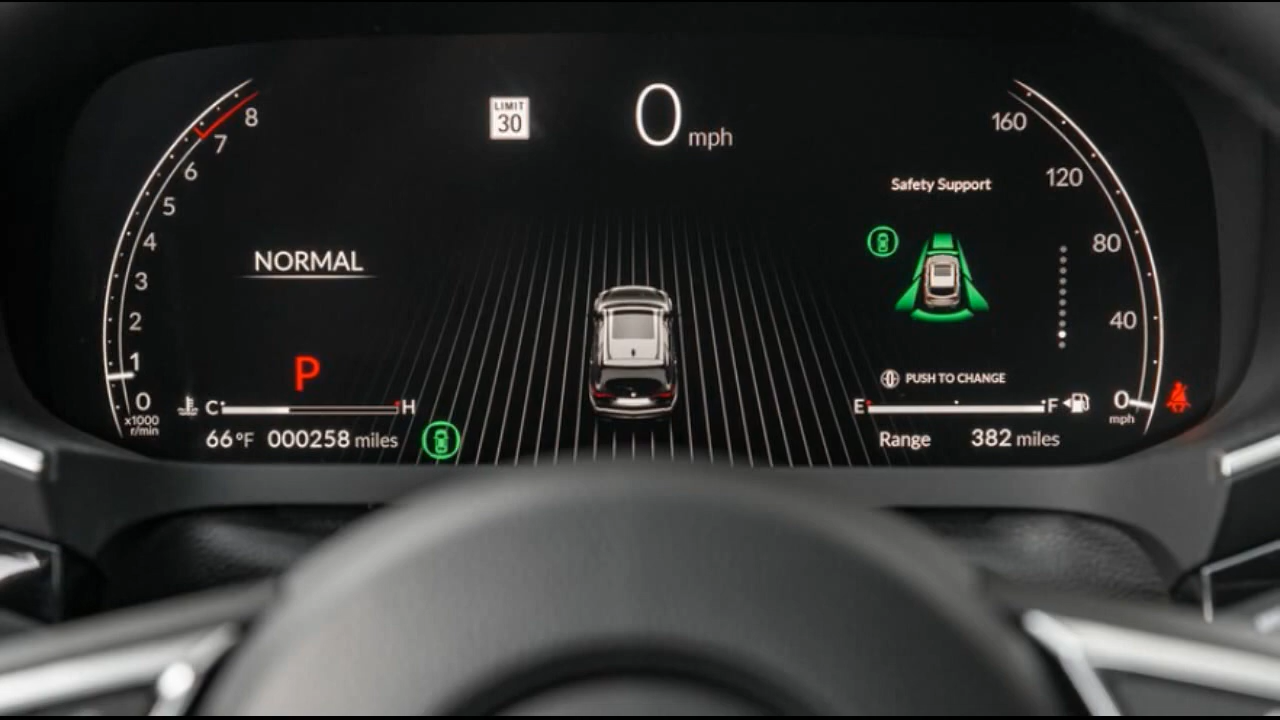 LIMIT
30
0 mph
8
7
6
5
4
3
2
1
0
x1000
r/min
NORMAL
P
C H
66°F 000258 miles
160
120
80
40
0
mph
Safety Support
PUSH TO CHANGE
E F
Range 382 miles